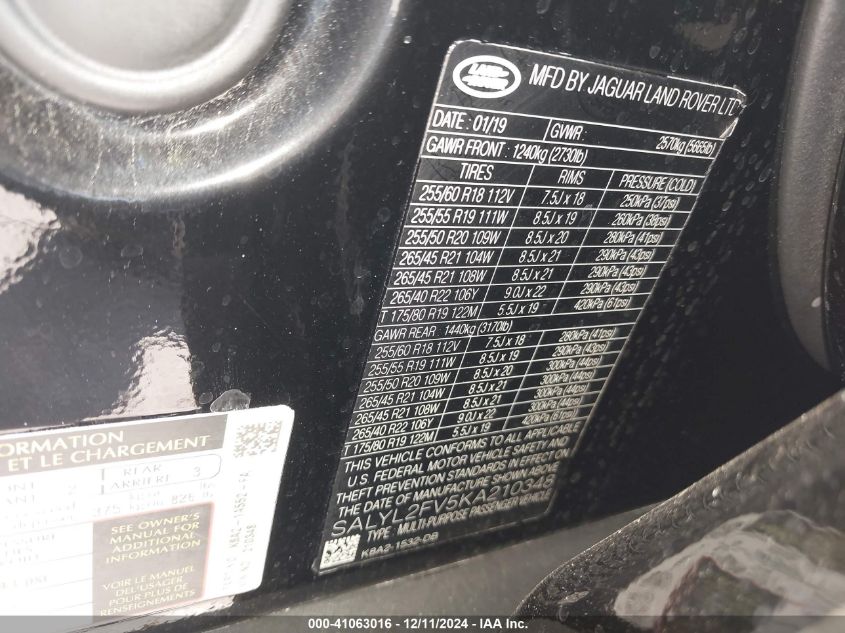 LAND ROVER
MFD BY JAGUAR LAND ROVER LTD
DATE : 01/19 GVWR : 2570kg (5665lb)
GAWR FRONT : 1240kg (2730lb)
TIRES RIMS PRESSURE (COLD)
255/60 R18 112V 7.5J x 18 250kPa (37psi)
255/55 R19 111W 8.5J x 19 260kPa (38psi)
255/50 R20 109W 8.5J x 20 280kPa (41psi)
265/45 R21 104W 8.5J x 21 290kPa (43psi)
265/45 R21 108W 8.5J x 21 290kPa (43psi)
265/40 R22 106Y 9.0J x 22 290kPa (43psi)
T 175/80 R19 122M 5.5J x 19 420kPa (61psi)
GAWR REAR : 1440kg (3170lb)
255/60 R18 112V 7.5J x 18 280kPa (41psi)
255/55 R19 111W 8.5J x 19 290kPa (43psi)
255/50 R20 109W 8.5J x 20 300kPa (44psi)
265/45 R21 104W 8.5J x 21 300kPa (44psi)
265/45 R21 108W 8.5J x 21 300kPa (44psi)
265/40 R22 106Y 9.0J x 22 300kPa (44psi)
T 175/80 R19 122M 5.5J x 19 420kPa (61psi)
THIS VEHICLE CONFORMS TO ALL APPLICABLE
U.S. FEDERAL MOTOR VEHICLE SAFETY AND
THEFT PREVENTION STANDARDS IN EFFECT ON
THE DATE OF MANUFACTURE SHOWN ABOVE
SALYL2FV5KA210348
TYPE : MULTI-PURPOSE PASSENGER VEHICLE
K8A2-1532-DB
ORMATION
ET LE CHARGEMENT
REAR
ARRIERE 3
375 825
SEE OWNER'S
MANUAL FOR
ADDITIONAL
INFORMATION
VOIR LE MANUEL
DE L'USAGER
POUR PLUS DE
RENSEIGNEMENTS
000-41063016 - 12/11/2024 - IAA Inc.